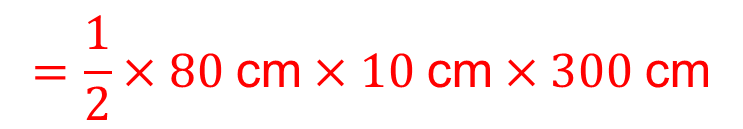 = 1/2 × 80 cm × 10 cm × 300 cm